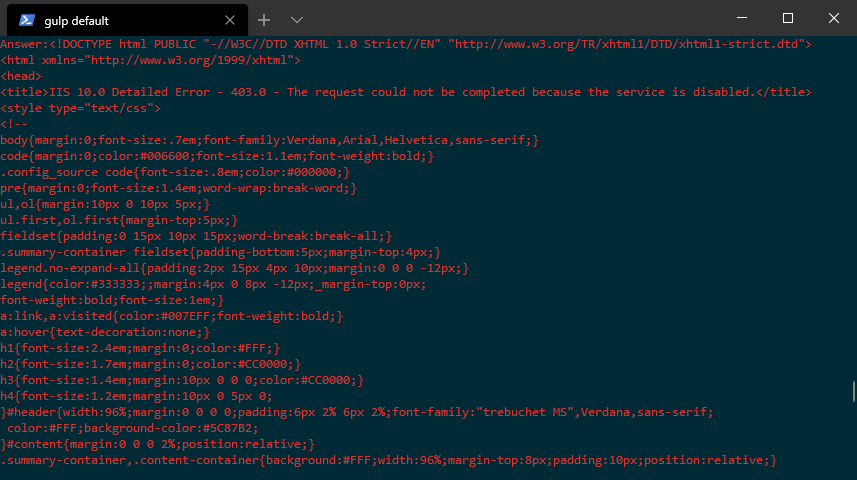 gulp default
Answer:<!DOCTYPE html PUBLIC "-//W3C//DTD XHTML 1.0 Strict//EN" "http://www.w3.org/TR/xhtml1/DTD/xhtml1-strict.dtd">
<html xmlns="http://www.w3.org/1999/xhtml">
<head>
<title>IIS 10.0 Detailed Error - 403.0 - The request could not be completed because the service is disabled.</title>
<style type="text/css">
<!--
body{margin:0;font-size:.7em;font-family:Verdana,Arial,Helvetica,sans-serif;}
code{margin:0;color:#006600;font-size:1.1em;font-weight:bold;}
.config_source code{font-size:.8em;color:#000000;}
pre{margin:0;font-size:1.4em;word-wrap:break-word;}
ul,ol{margin:10px 0 10px 5px;}
ul.first,ol.first{margin-top:5px;}
fieldset{padding:0 15px 10px 15px;word-break:break-all;}
.summary-container fieldset{padding-bottom:5px;margin-top:4px;}
legend.no-expand-all{padding:2px 15px 4px 10px;margin:0 0 0 -12px;}
legend{color:#333333;;margin:4px 0 8px -12px;_margin-top:0px;
font-weight:bold;font-size:1em;}
a:link,a:visited{color:#007EFF;font-weight:bold;}
a:hover{text-decoration:none;}
h1{font-size:2.4em;margin:0;color:#FFF;}
h2{font-size:1.7em;margin:0;color:#CC0000;}
h3{font-size:1.4em;margin:10px 0 0 0;color:#CC0000;}
h4{font-size:1.2em;margin:10px 0 5px 0;
}#header{width:96%;margin:0 0 0 0;padding:6px 2% 6px 2%;font-family:"trebuchet MS",Verdana,sans-serif;
 color:#FFF;background-color:#5C87B2;
}#content{margin:0 0 0 2%;position:relative;}
.summary-container,.content-container{background:#FFF;width:96%;margin-top:8px;padding:10px;position:relative;}